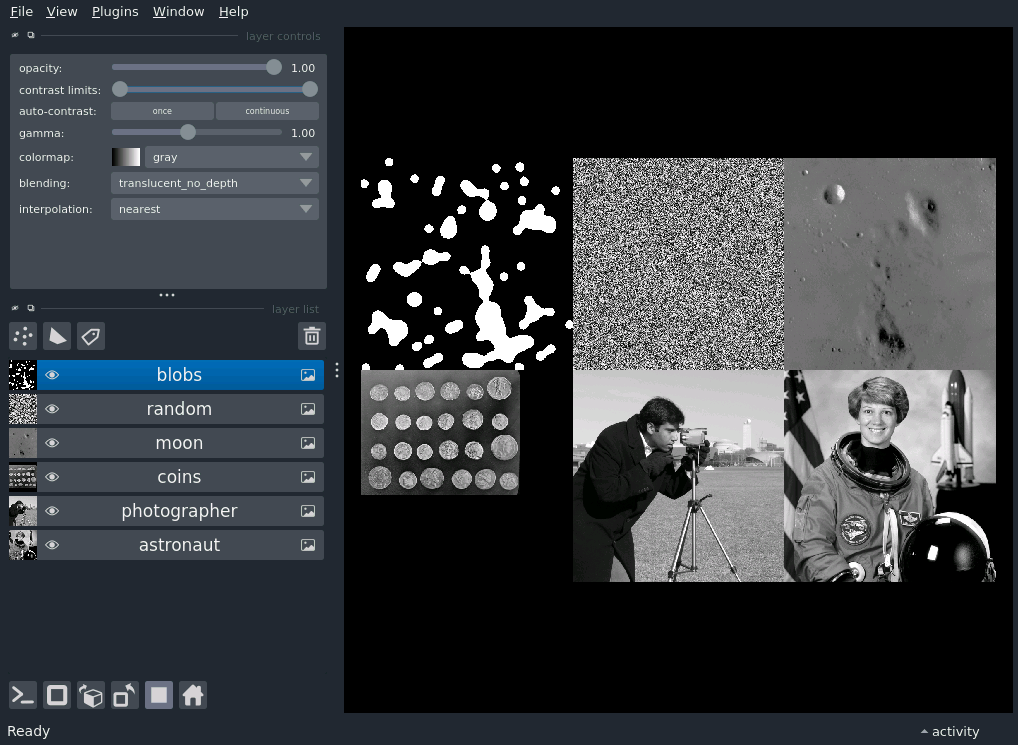 File View Plugins Window Help
layer controls
opacity: 1.00
contrast limits:
auto-contrast: once continuous
gamma: 1.00
colormap: gray
blending: translucent_no_depth
interpolation: nearest
layer list
blobs
random
moon
coins
photographer
astronaut
Ready
activity